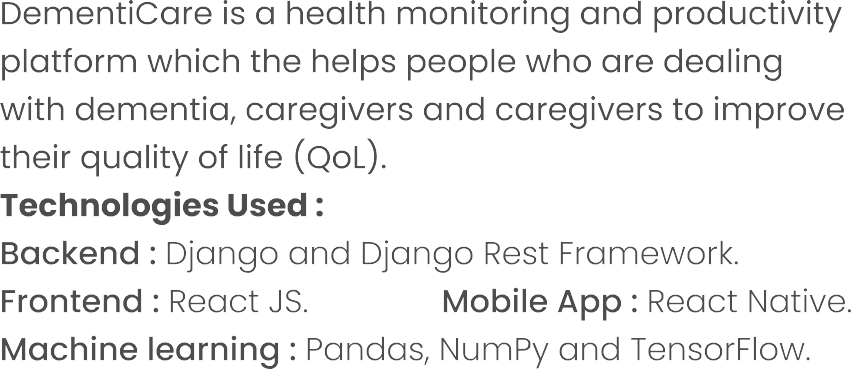 DementiCare is a health monitoring and productivity
platform which the helps people who are dealing
with dementia, caregivers and caregivers to improve
their quality of life (QoL).
Technologies Used :
Backend : Django and Django Rest Framework.
Frontend : React JS. Mobile App : React Native.
Machine learning : Pandas, NumPy and TensorFlow.